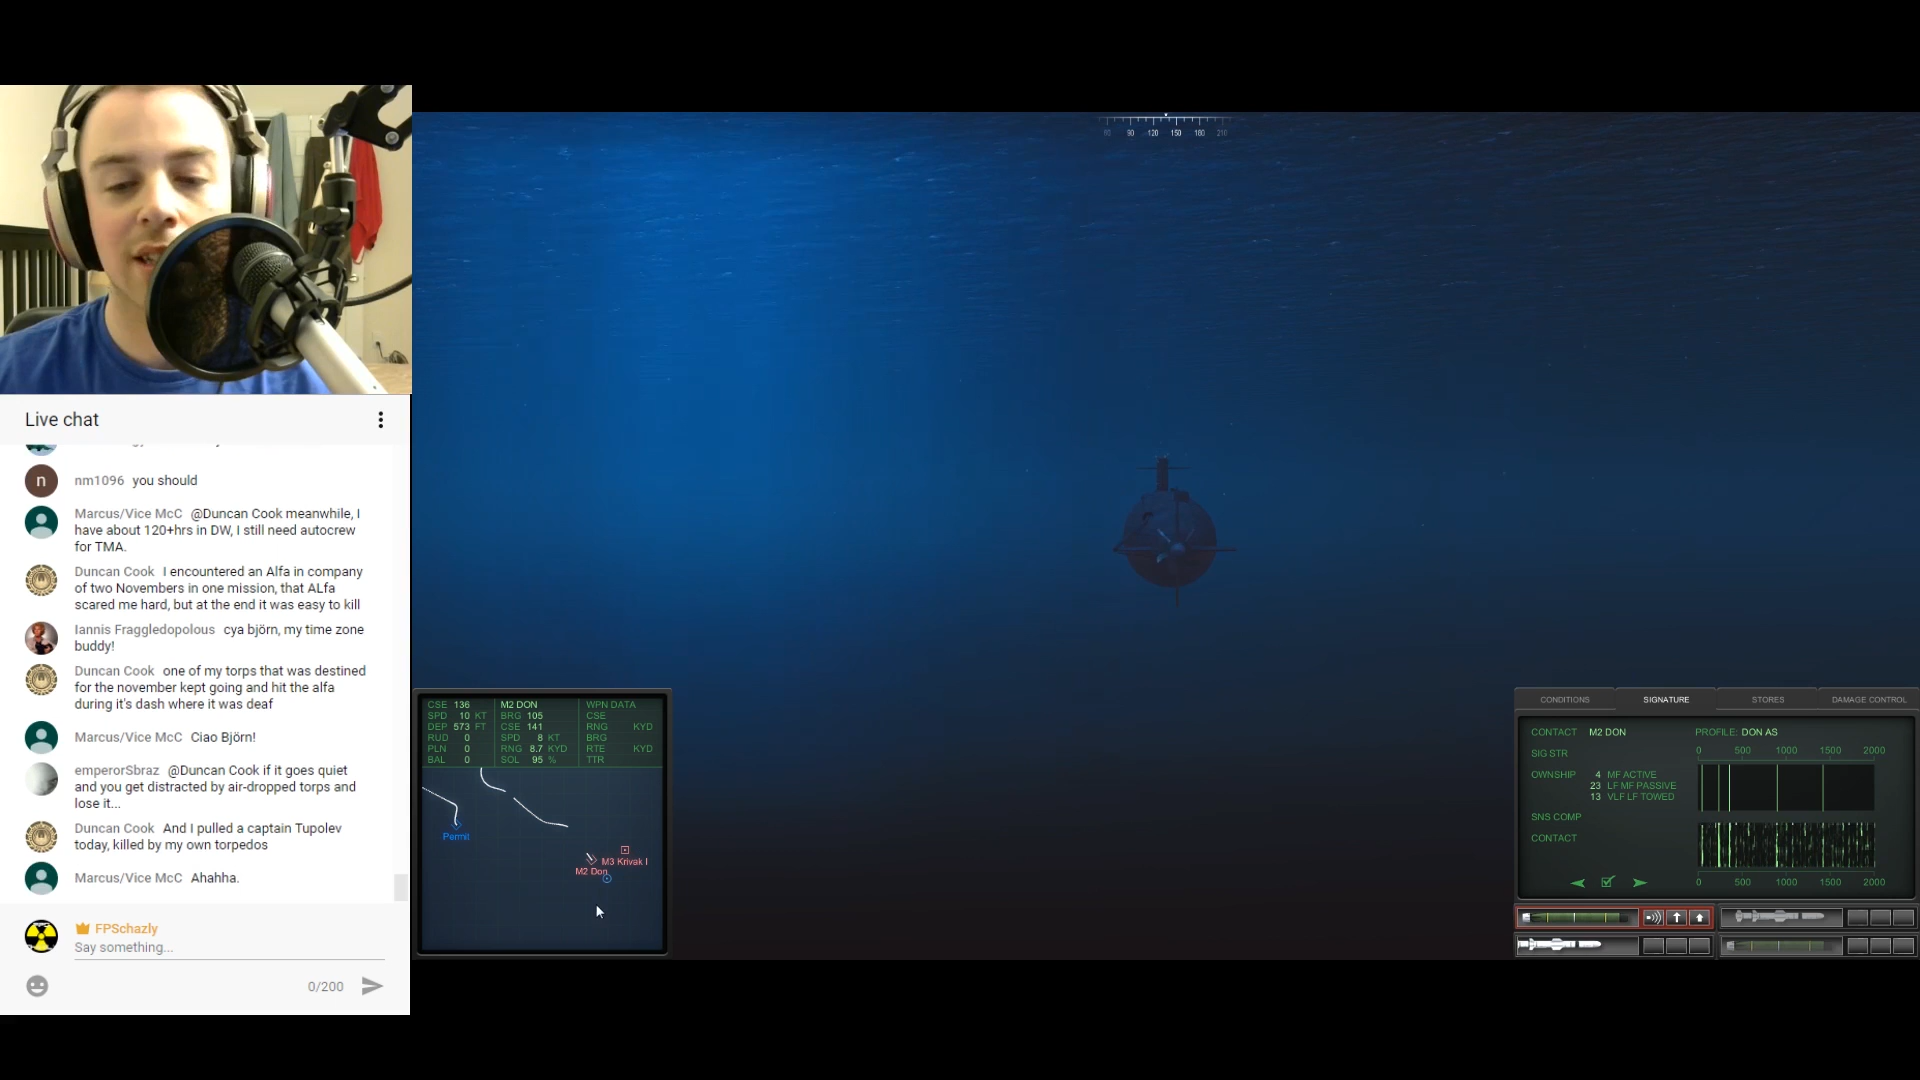 Live chat
n
nm1096 you should
Marcus/Vice McC @Duncan Cook meanwhile, I
have about 120+hrs in DW, I still need autocrew
for TMA.
Duncan Cook I encountered an Alfa in company
of two Novembers in one mission, that ALfa
scared me hard, but at the end it was easy to kill
Iannis Fraggledopolous cya björn, my time zone
buddy!
Duncan Cook one of my torps that was destined
for the november kept going and hit the alfa
during it's dash where it was deaf
Marcus/Vice McC Ciao Björn!
emperorSbraz @Duncan Cook if it goes quiet
and you get distracted by air-dropped torps and
lose it...
Duncan Cook And I pulled a captain Tupolev
today, killed by my own torpedos
Marcus/Vice McC Ahahha.
FPSchazly
Say something...
0/200
60 90 120 150 180 210
CSE 136 M2 DON WPN DATA
SPD 10 KT BRG 105 CSE
DEP 573 FT CSE 141 RNG KYD
RUD 0 SPD 8 KT BRG
PLN 0 RNG 8.7 KYD RTE KYD
BAL 0 SOL 95 % TTR
Permit
M3 Krivak I
M2 Don
CONDITIONS SIGNATURE STORES DAMAGE CONTROL
CONTACT M2 DON PROFILE: DON AS
SIG STR 0 500 1000 1500 2000
OWNSHIP 4 MF ACTIVE
23 LF MF PASSIVE
13 VLF LF TOWED
SNS COMP
CONTACT
0 500 1000 1500 2000